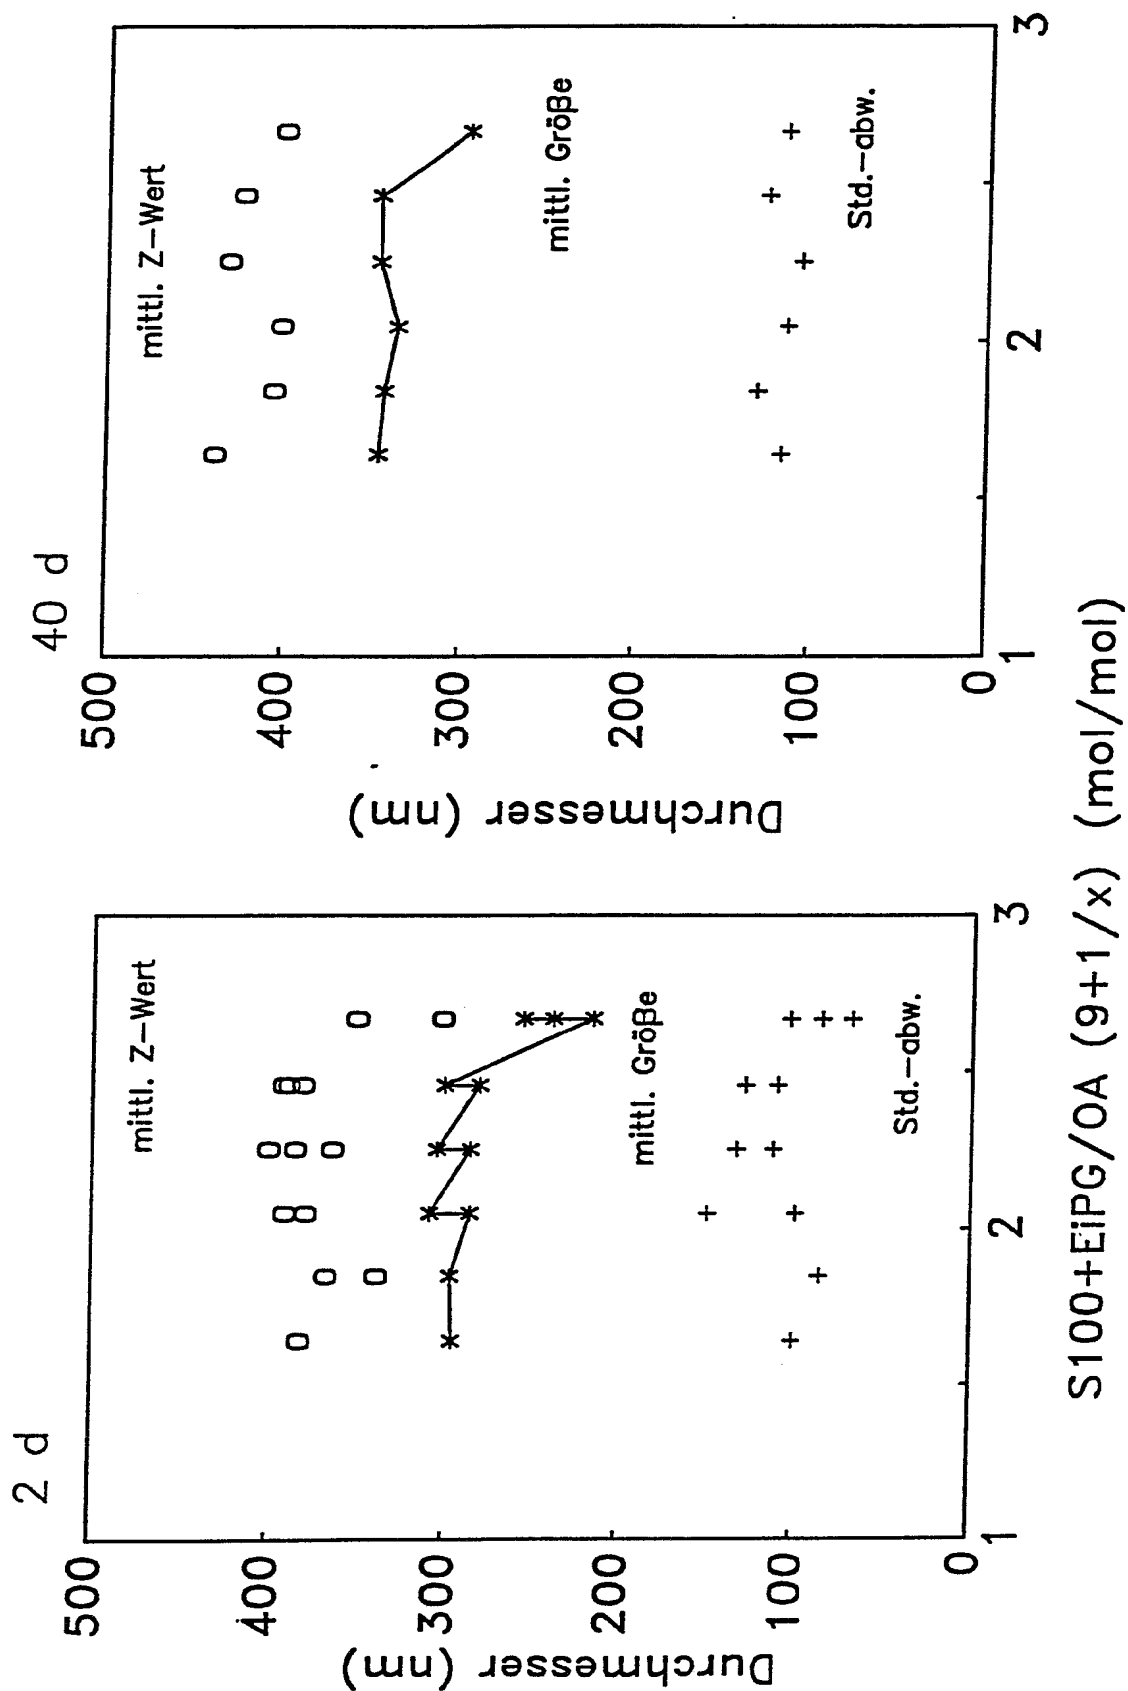 2 d
Durchmesser (nm)
500
400
300
200
100
0
1
2
3
mittl. Z-Wert
mittl. Größe
Std.-abw.
40 d
Durchmesser (nm)
500
400
300
200
100
0
1
2
3
mittl. Z-Wert
mittl. Größe
Std.-abw.
S100+EiPG/OA (9+1/x) (mol/mol)